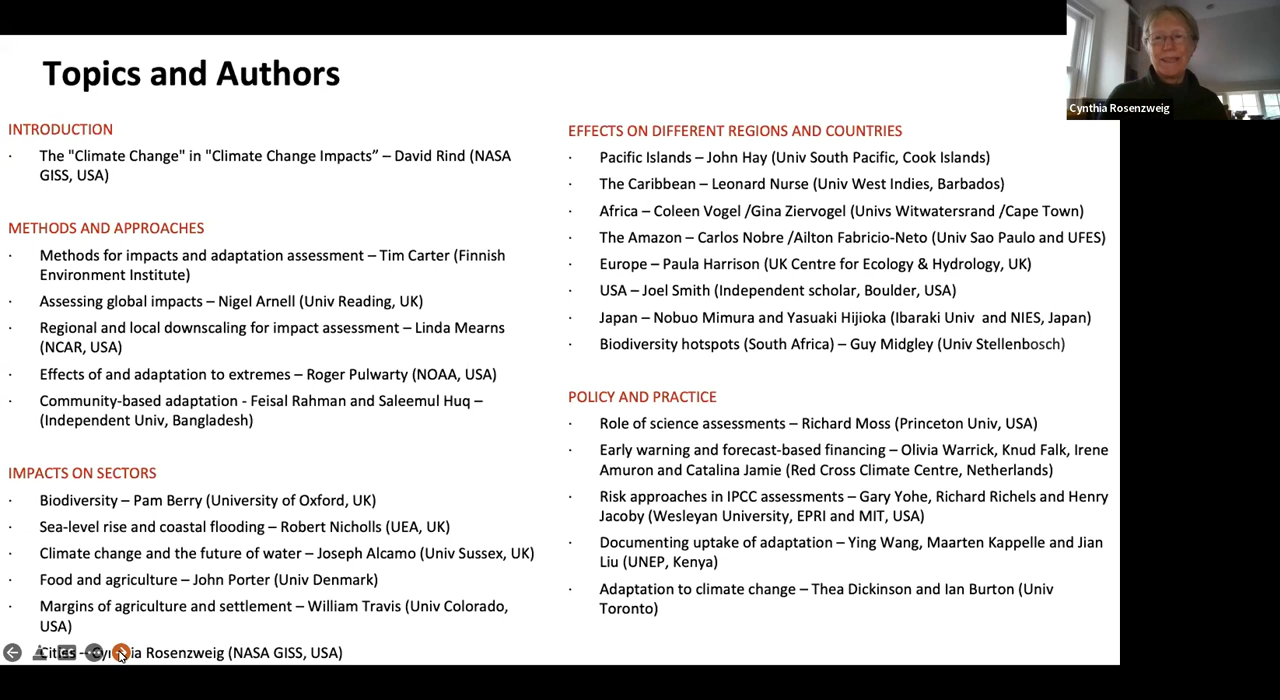 Topics and Authors
INTRODUCTION
· The "Climate Change" in "Climate Change Impacts” – David Rind (NASA
GISS, USA)
METHODS AND APPROACHES
· Methods for impacts and adaptation assessment – Tim Carter (Finnish
Environment Institute)
· Assessing global impacts – Nigel Arnell (Univ Reading, UK)
· Regional and local downscaling for impact assessment – Linda Mearns
(NCAR, USA)
· Effects of and adaptation to extremes – Roger Pulwarty (NOAA, USA)
· Community-based adaptation - Feisal Rahman and Saleemul Huq –
(Independent Univ, Bangladesh)
IMPACTS ON SECTORS
· Biodiversity – Pam Berry (University of Oxford, UK)
· Sea-level rise and coastal flooding – Robert Nicholls (UEA, UK)
· Climate change and the future of water – Joseph Alcamo (Univ Sussex, UK)
· Food and agriculture – John Porter (Univ Denmark)
· Margins of agriculture and settlement – William Travis (Univ Colorado,
USA)
Cities – Cynthia Rosenzweig (NASA GISS, USA)
EFFECTS ON DIFFERENT REGIONS AND COUNTRIES
· Pacific Islands – John Hay (Univ South Pacific, Cook Islands)
· The Caribbean – Leonard Nurse (Univ West Indies, Barbados)
· Africa – Coleen Vogel /Gina Ziervogel (Univs Witwatersrand /Cape Town)
· The Amazon – Carlos Nobre /Ailton Fabricio-Neto (Univ Sao Paulo and UFES)
· Europe – Paula Harrison (UK Centre for Ecology & Hydrology, UK)
· USA – Joel Smith (Independent scholar, Boulder, USA)
· Japan – Nobuo Mimura and Yasuaki Hijioka (Ibaraki Univ and NIES, Japan)
· Biodiversity hotspots (South Africa) – Guy Midgley (Univ Stellenbosch)
POLICY AND PRACTICE
· Role of science assessments – Richard Moss (Princeton Univ, USA)
· Early warning and forecast-based financing – Olivia Warrick, Knud Falk, Irene
Amuron and Catalina Jamie (Red Cross Climate Centre, Netherlands)
· Risk approaches in IPCC assessments – Gary Yohe, Richard Richels and Henry
Jacoby (Wesleyan University, EPRI and MIT, USA)
· Documenting uptake of adaptation – Ying Wang, Maarten Kappelle and Jian
Liu (UNEP, Kenya)
· Adaptation to climate change – Thea Dickinson and Ian Burton (Univ
Toronto)
Cynthia Rosenzweig